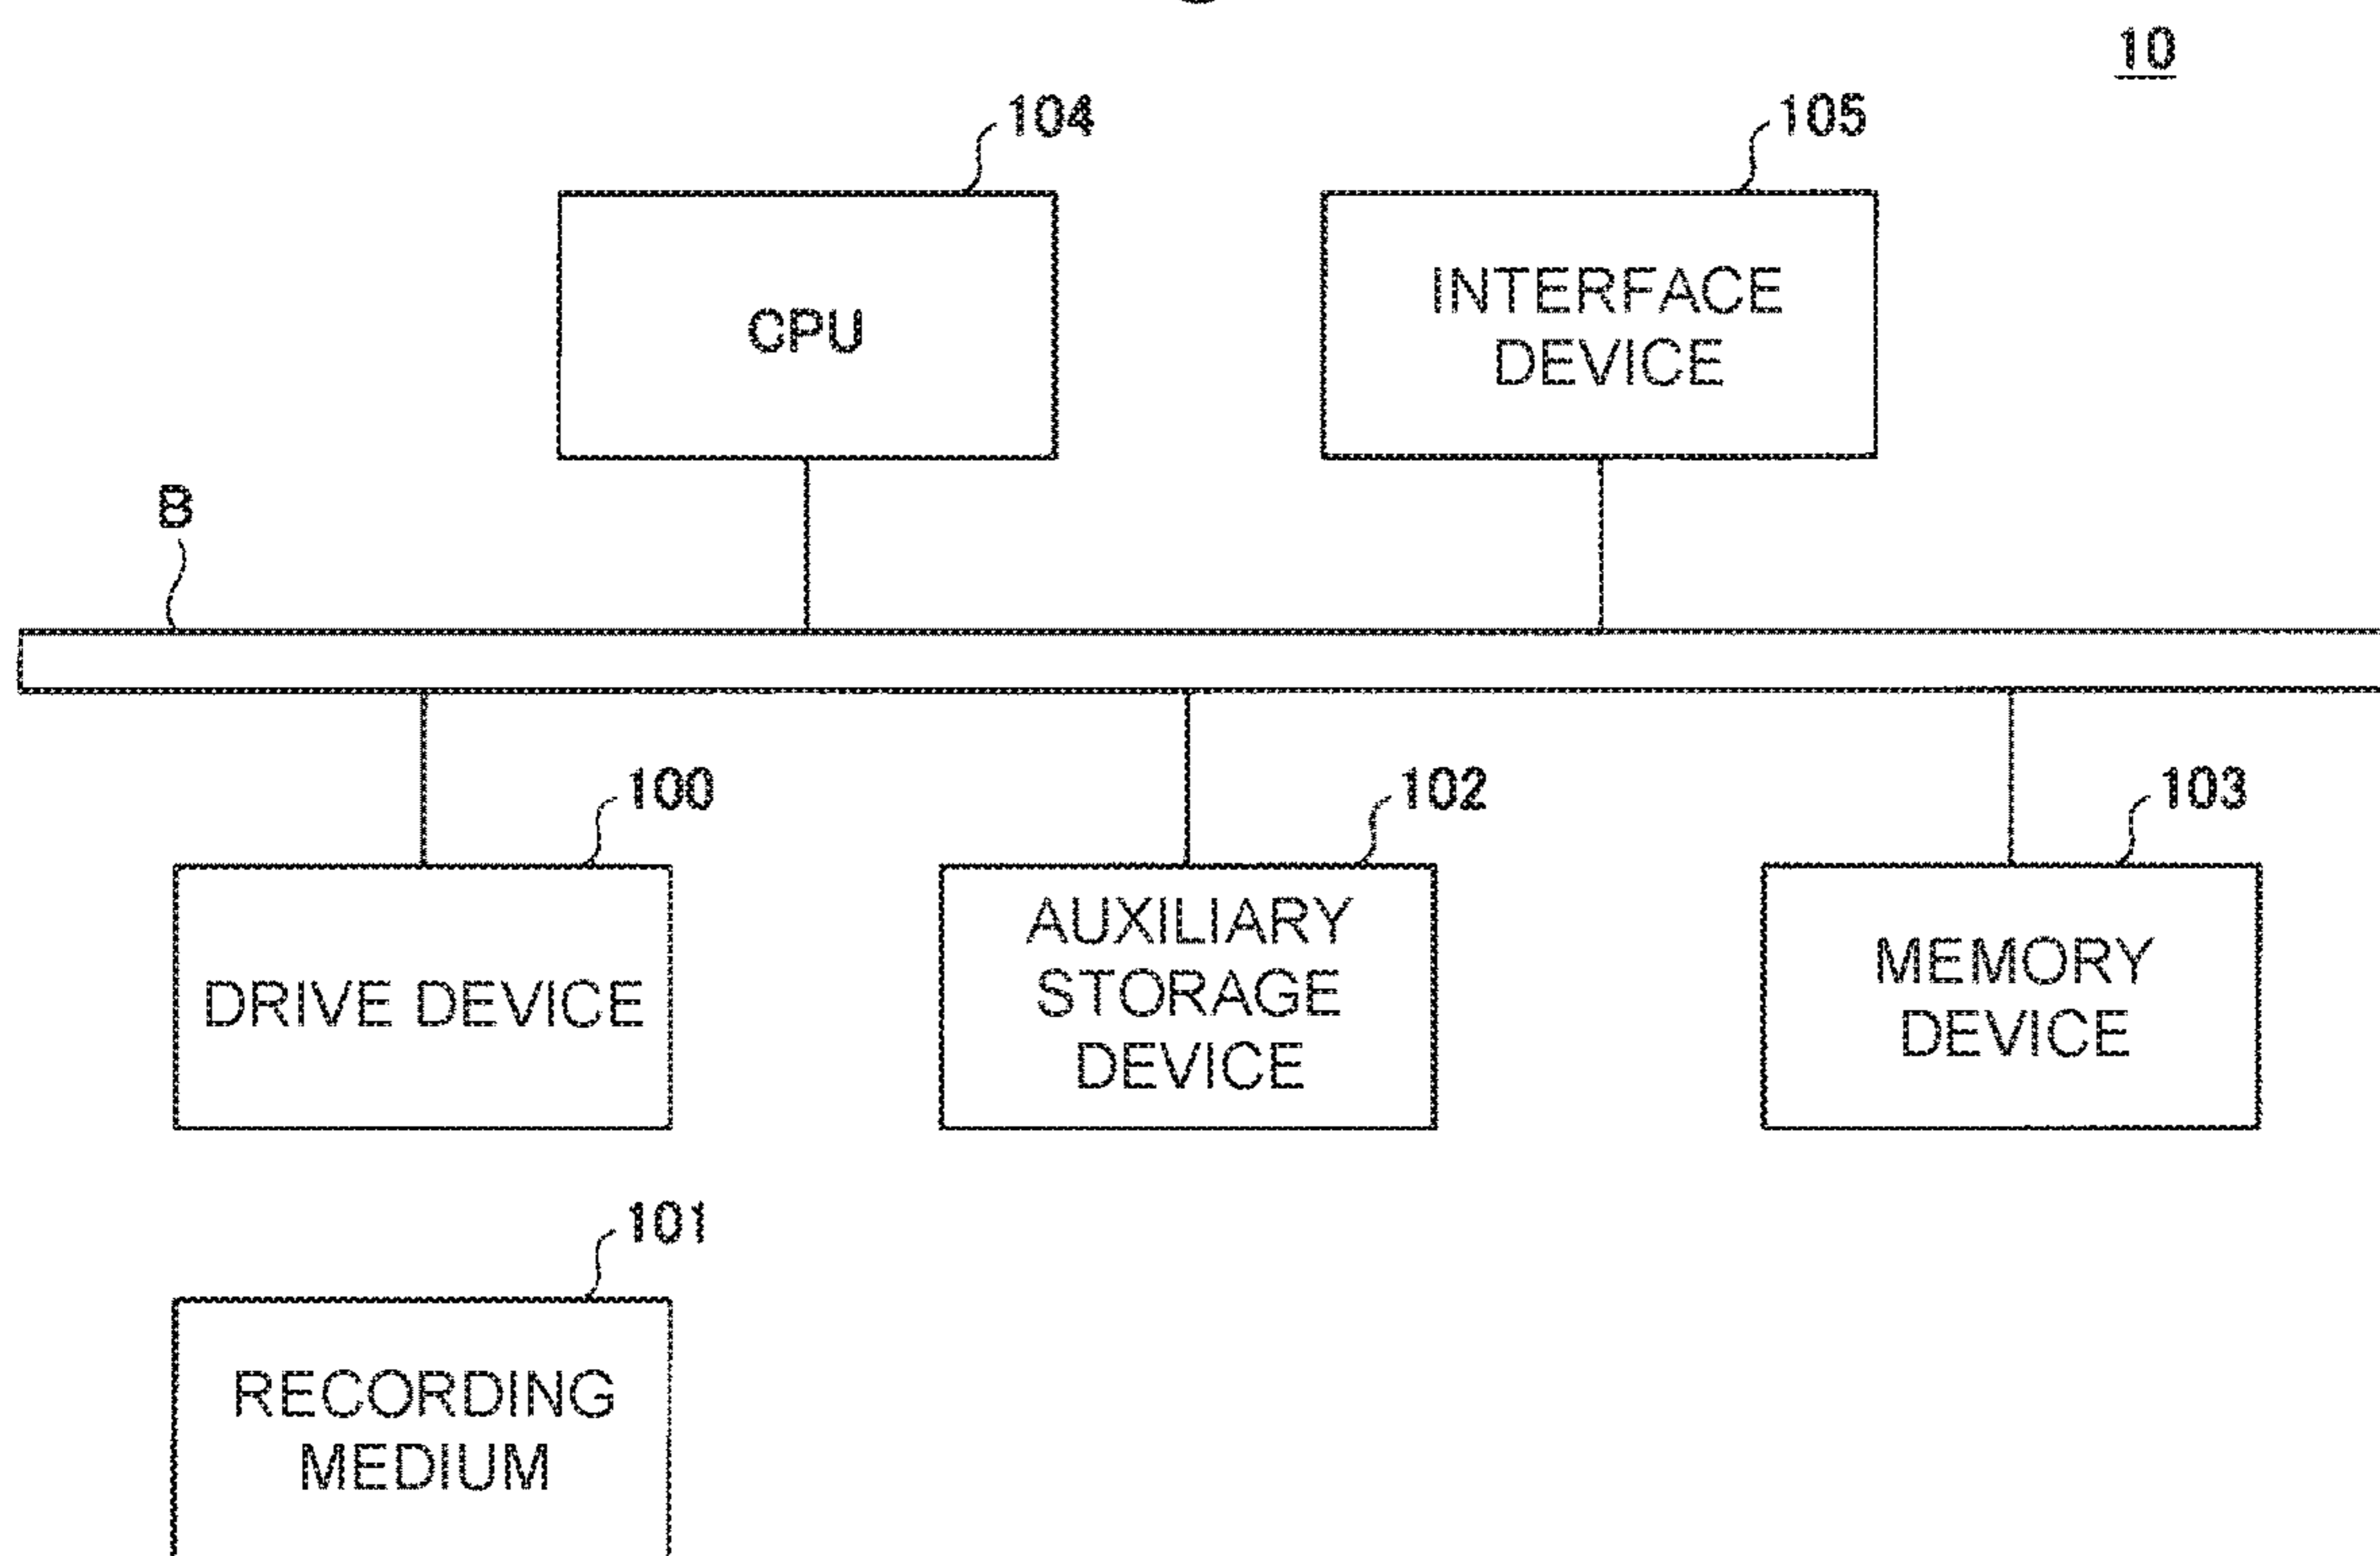 10
104
105
CPU
INTERFACE
DEVICE
B
100
102
103
DRIVE DEVICE
AUXILIARY
STORAGE
DEVICE
MEMORY
DEVICE
101
RECORDING
MEDIUM